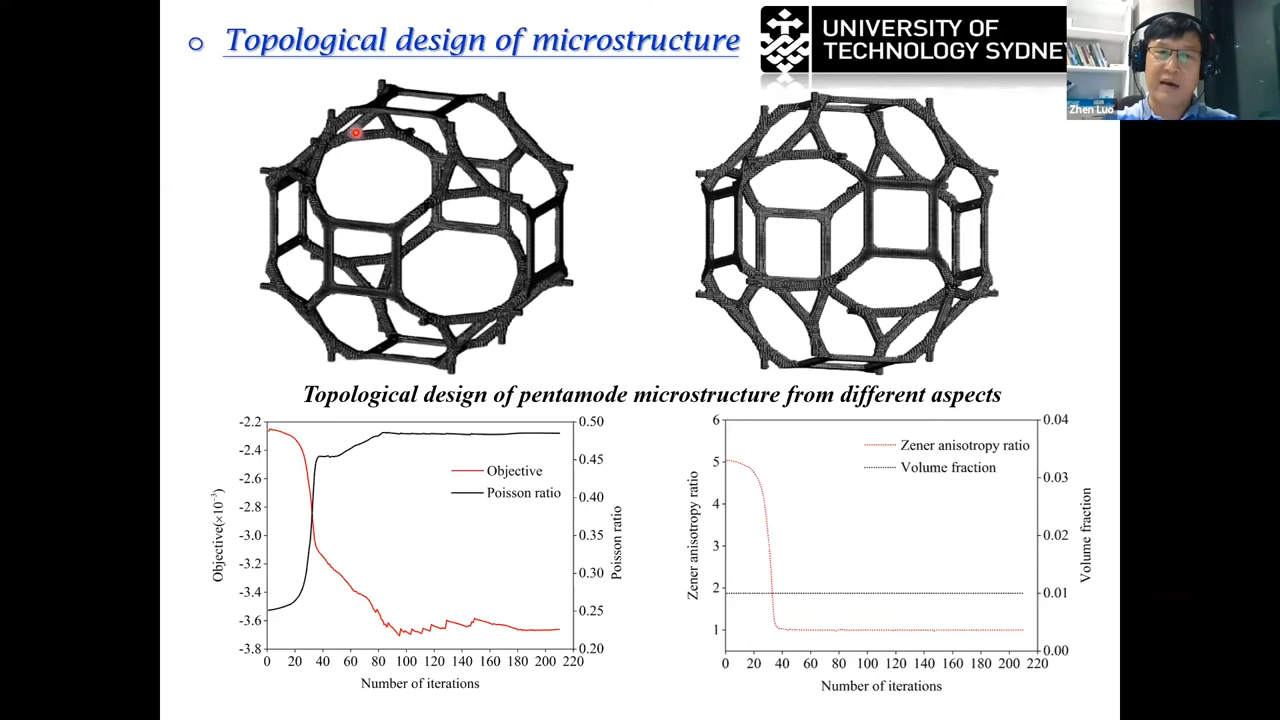 Topological design of microstructure
UNIVERSITY OF
TECHNOLOGY SYDNE
Zhen Luo
Topological design of pentamode microstructure from different aspects
-2.2
-2.4
-2.6
-2.8
-3.0
-3.2
-3.4
-3.6
-3.8
Objective(×10⁻³)
0.50
0.45
0.40
0.35
0.30
0.25
0.20
Poisson ratio
Objective
Poisson ratio
0 20 40 60 80 100 120 140 160 180 200 220
Number of iterations
6
5
4
3
2
1
Zener anisotropy ratio
0.04
0.03
0.02
0.01
0.00
Volume fraction
Zener anisotropy ratio
Volume fraction
0 20 40 60 80 100 120 140 160 180 200 220
Number of iterations